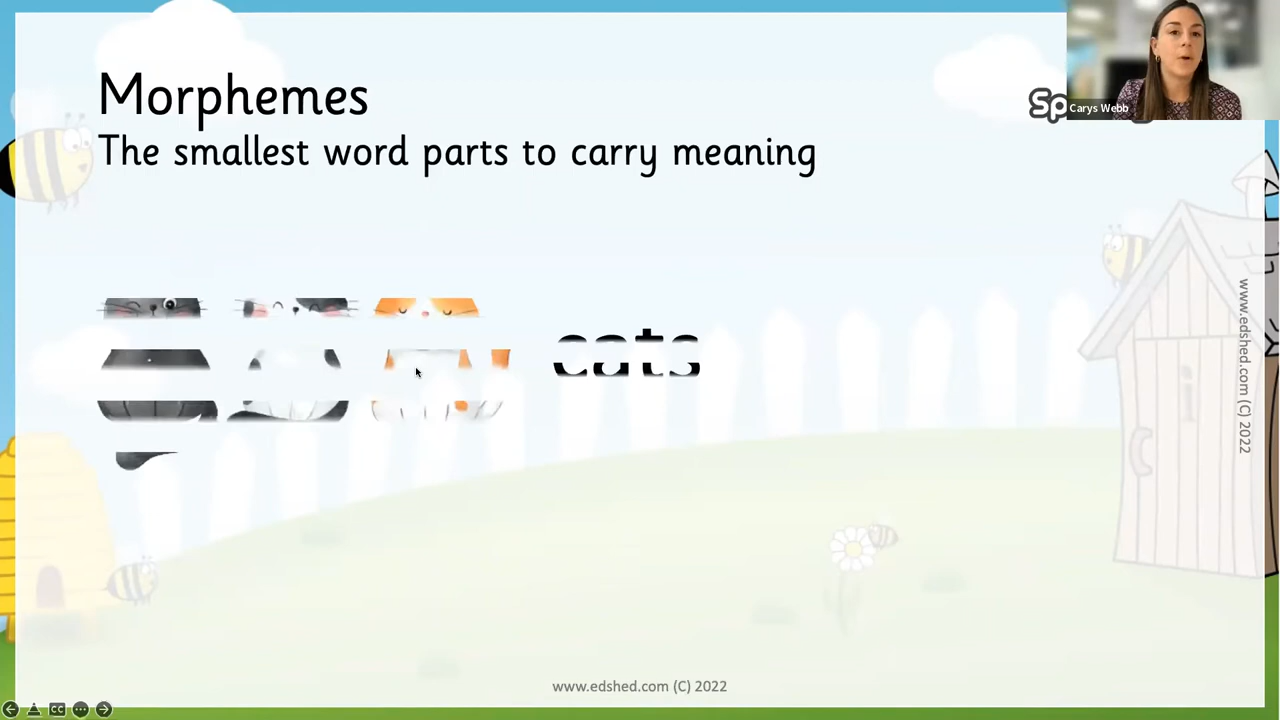 Morphemes
The smallest word parts to carry meaning
Carys Webb
cats
www.edshed.com (C) 2022
www.edshed.com (C) 2022
CC